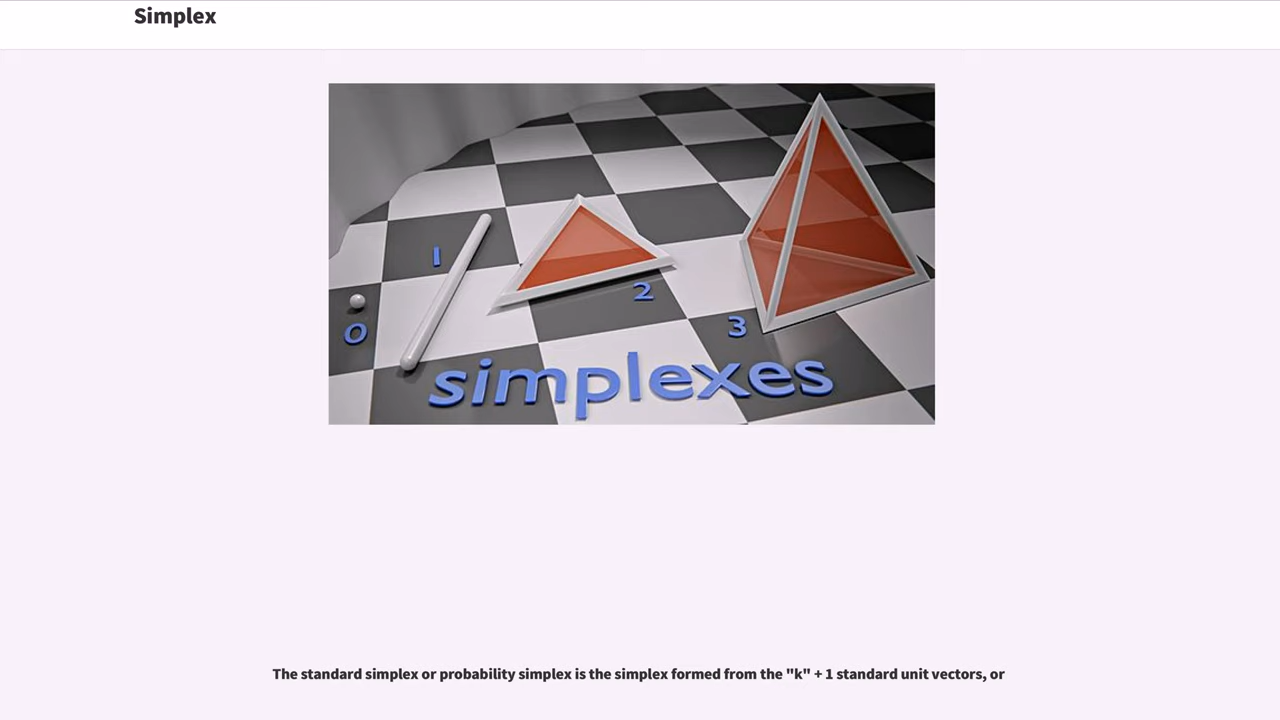 Simplex
1
2
0
3
simplexes
The standard simplex or probability simplex is the simplex formed from the "k" + 1 standard unit vectors, or